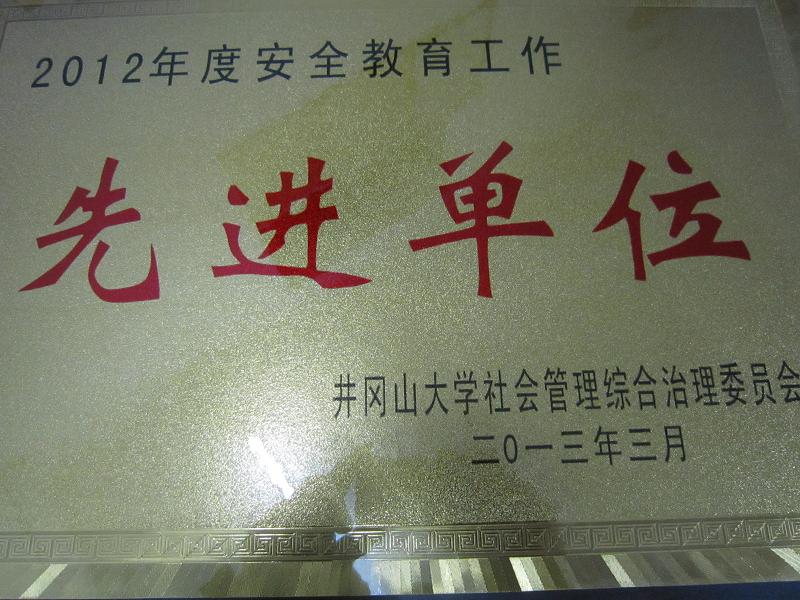 2012年度安全教育工作
先进单位
井冈山大学社会管理综合治理委员会
二0一三年三月